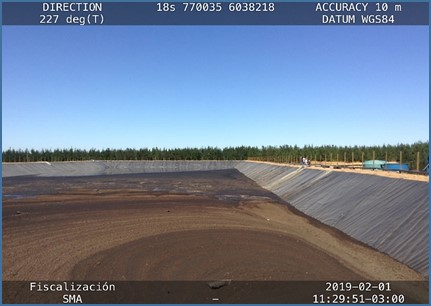 DIRECTION
227 deg(T)
18s 770035 6038218
ACCURACY 10 m
DATUM WGS84
Fiscalización
SMA
—
2019-02-01
11:29:51-03:00